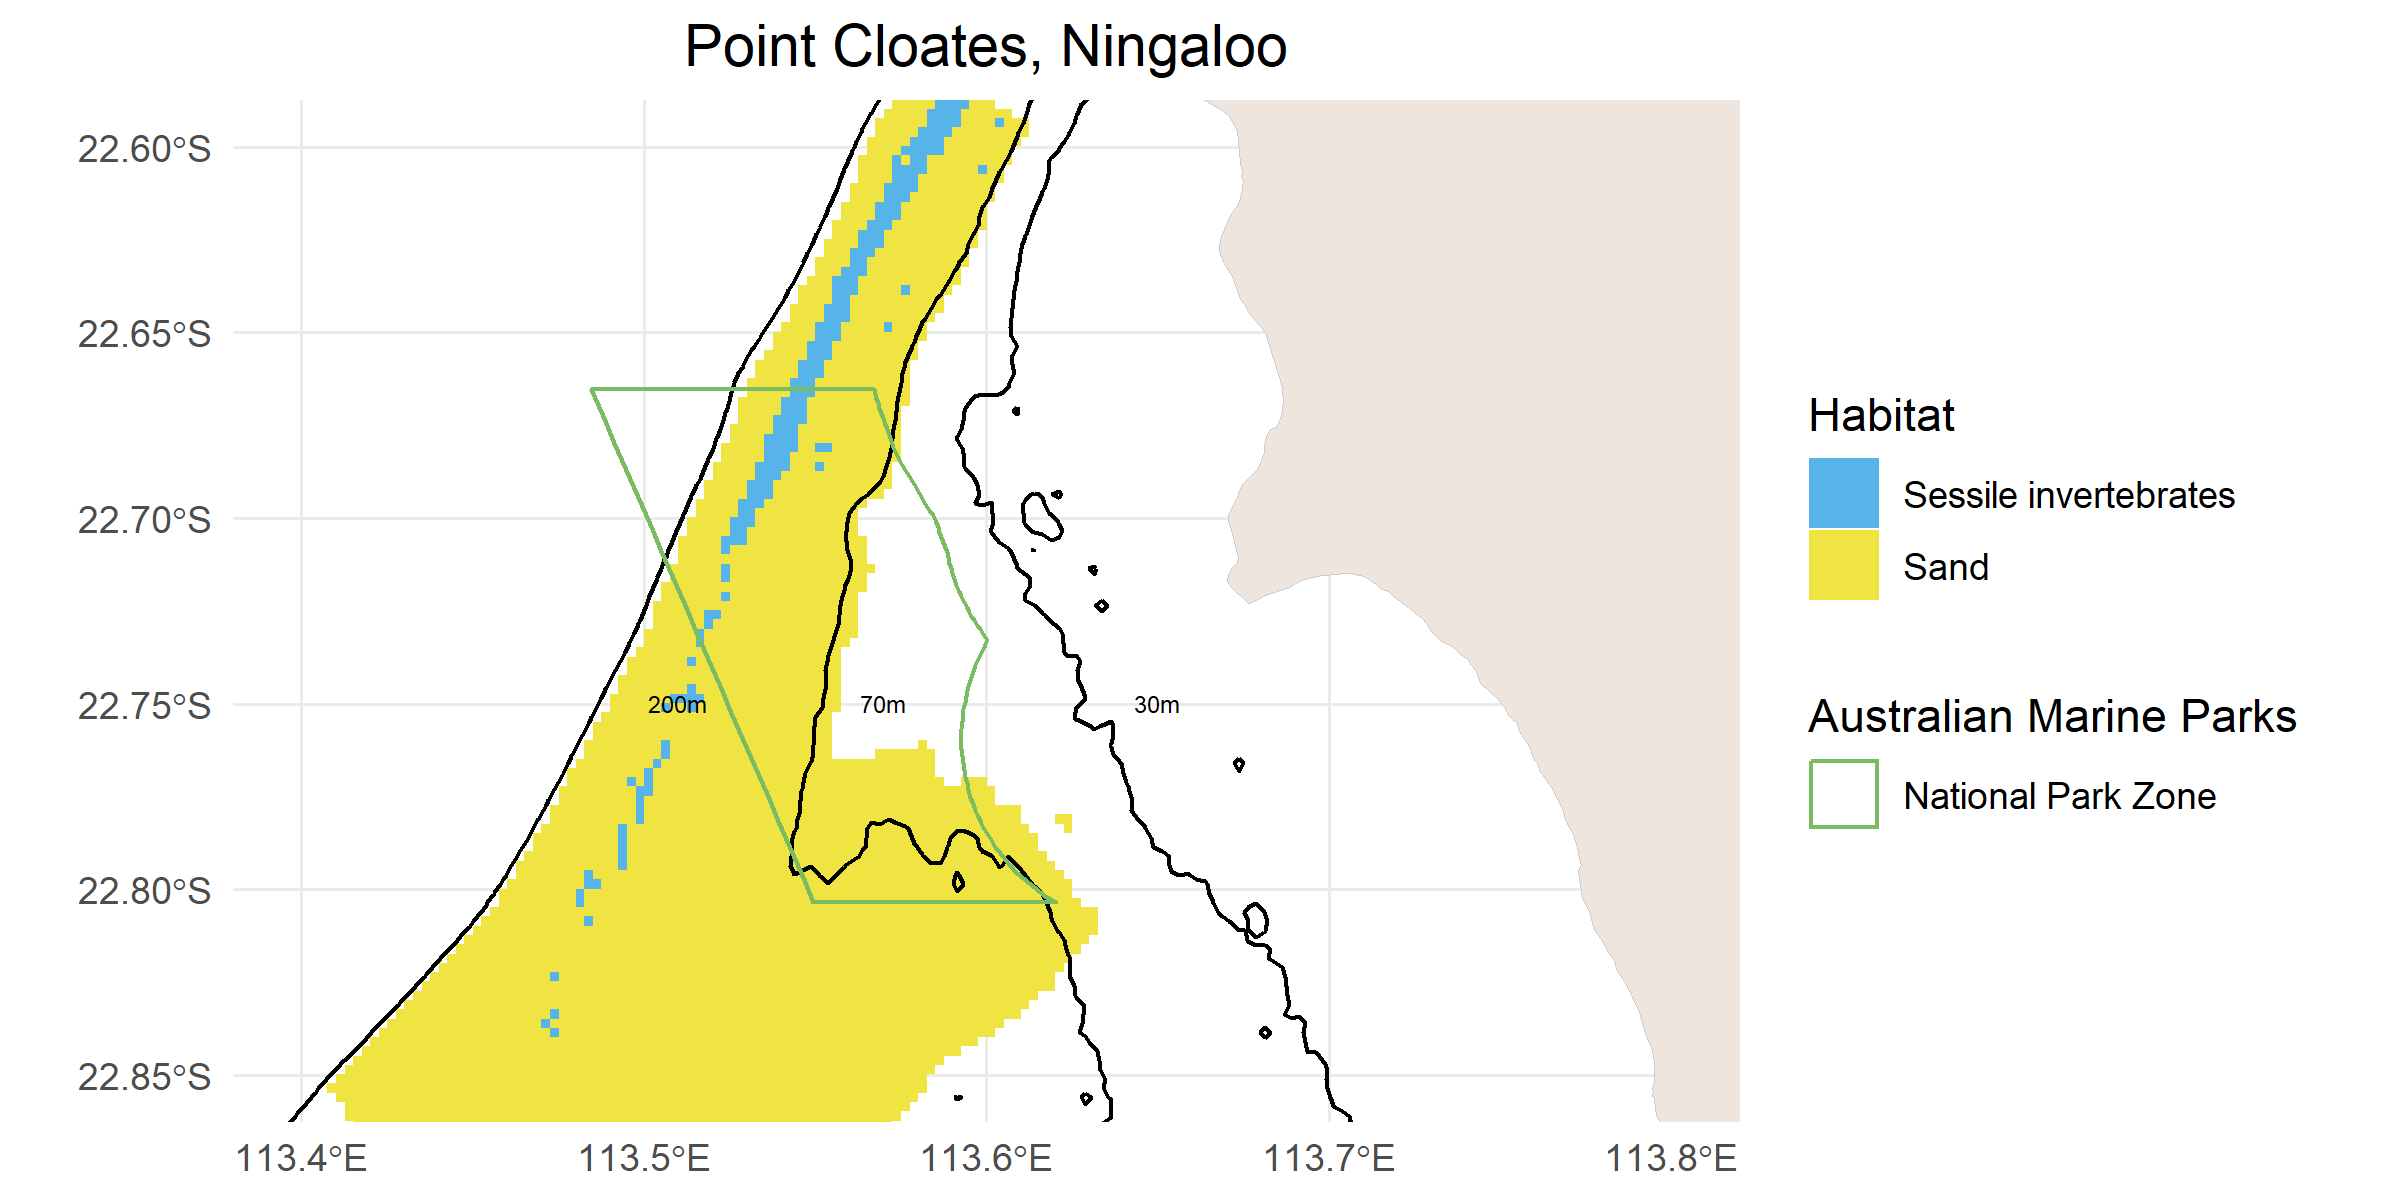 Point Cloates, Ningaloo
22.60°S
22.65°S
22.70°S
22.75°S
22.80°S
22.85°S
200m
70m
30m
113.4°E
113.5°E
113.6°E
113.7°E
113.8°E
Habitat
Sessile invertebrates
Sand
Australian Marine Parks
National Park Zone